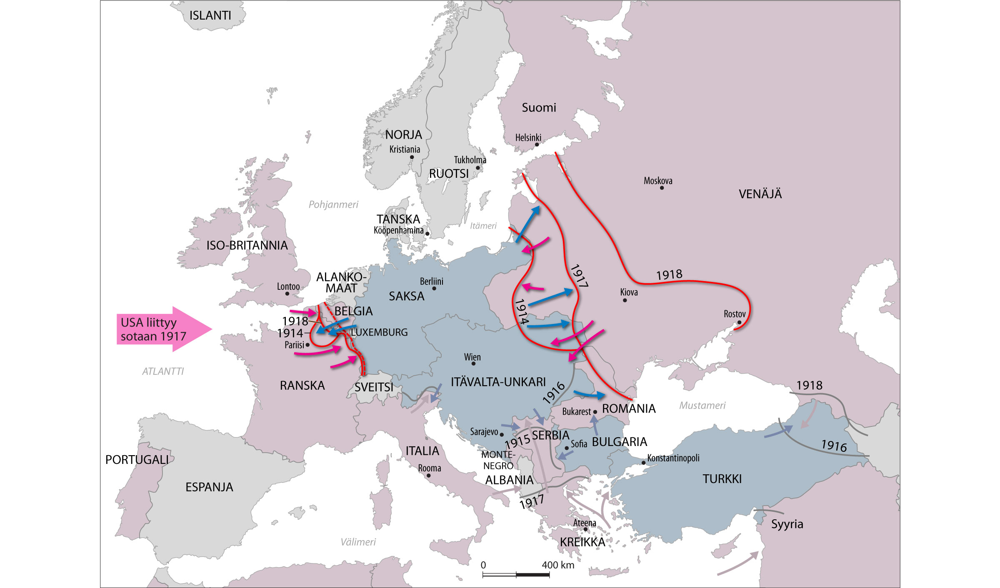 ISLANTI
Suomi
Helsinki
NORJA
Kristiania
Tukholma
RUOTSI
Moskova
VENÄJÄ
Pohjanmeri
TANSKA
Kööpenhamina
Itämeri
ISO-BRITANNIA
ALANKO-
MAAT
Lontoo
Berliini
SAKSA
1917
1918
Kiova
Rostov
1914
BELGIA
USA liittyy
sotaan 1917
1918
1914
LUXEMBURG
Pariisi
Wien
ATLANTTI
RANSKA
SVEITSI
ITÄVALTA-UNKARI
1916
1918
Mustameri
Bukarest
ROMANIA
Sarajevo
1915
SERBIA
Sofia
BULGARIA
1916
ITALIA
MONTE-
NEGRO
PORTUGALI
Konstantinopoli
Rooma
ALBANIA
TURKKI
ESPANJA
1917
Ateena
Syyria
KREIKKA
Välimeri
0 400 km